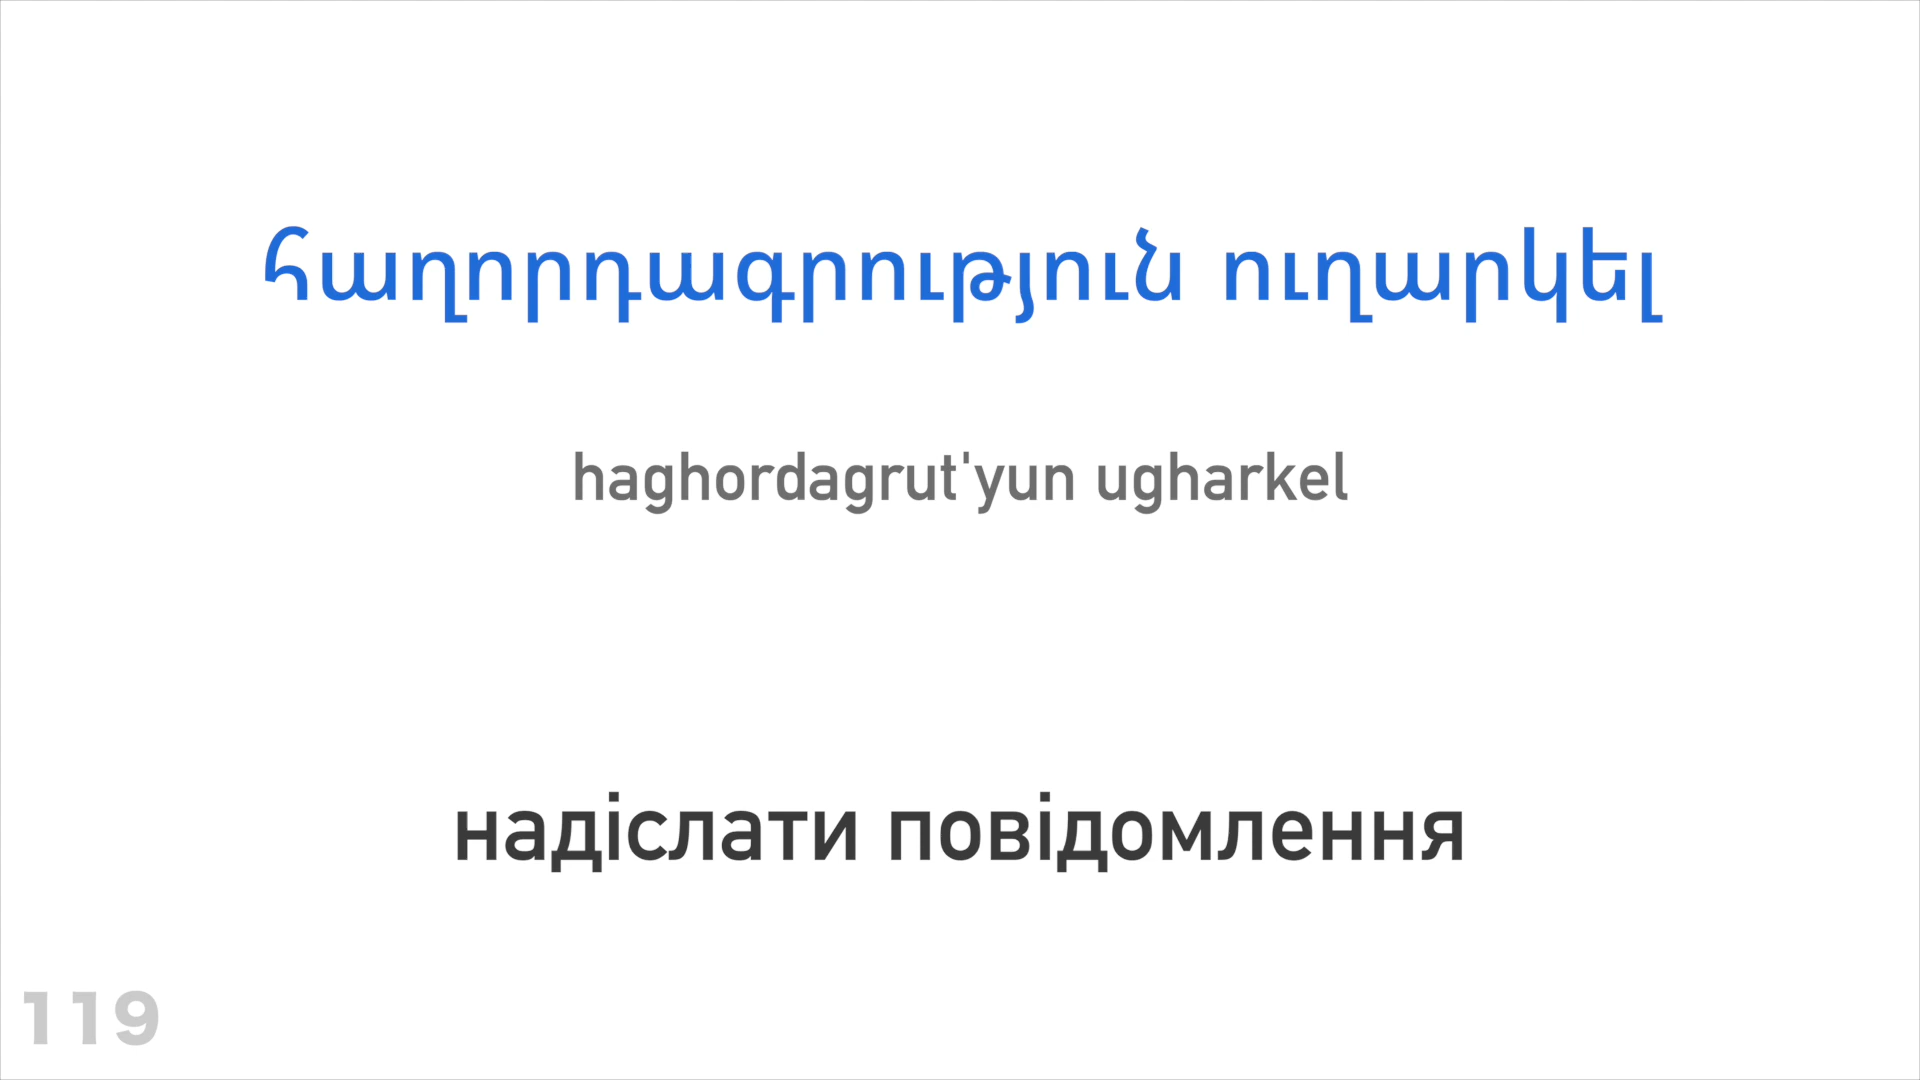 հաղորդագրություն ուղարկել
haghordagrut'yun ugharkel
надіслати повідомлення
119